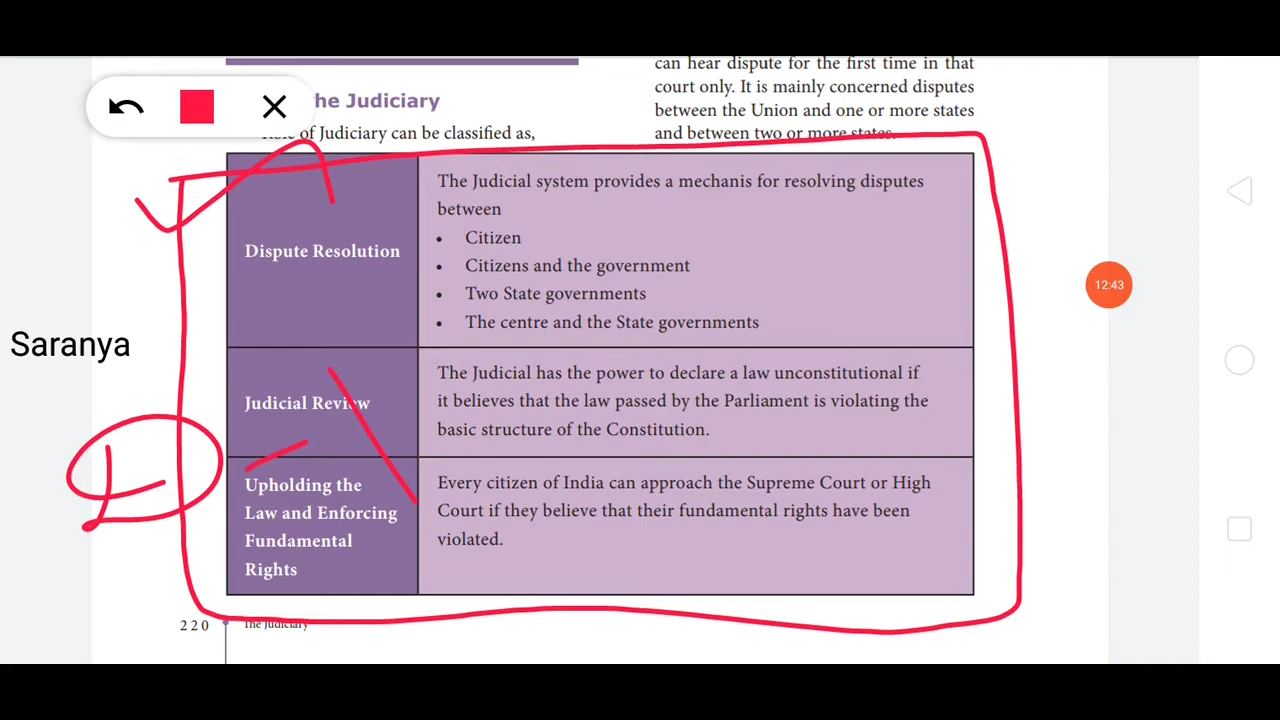 can hear dispute for the first time in that
court only. It is mainly concerned disputes
between the Union and one or more states
and between two or more states.
he Judiciary
Role of Judiciary can be classified as,
Dispute Resolution
The Judicial system provides a mechanis for resolving disputes
between
• Citizen
• Citizens and the government
• Two State governments
• The centre and the State governments
Judicial Review
The Judicial has the power to declare a law unconstitutional if
it believes that the law passed by the Parliament is violating the
basic structure of the Constitution.
Upholding the
Law and Enforcing
Fundamental
Rights
Every citizen of India can approach the Supreme Court or High
Court if they believe that their fundamental rights have been
violated.
220
The Judiciary
Saranya
12:43